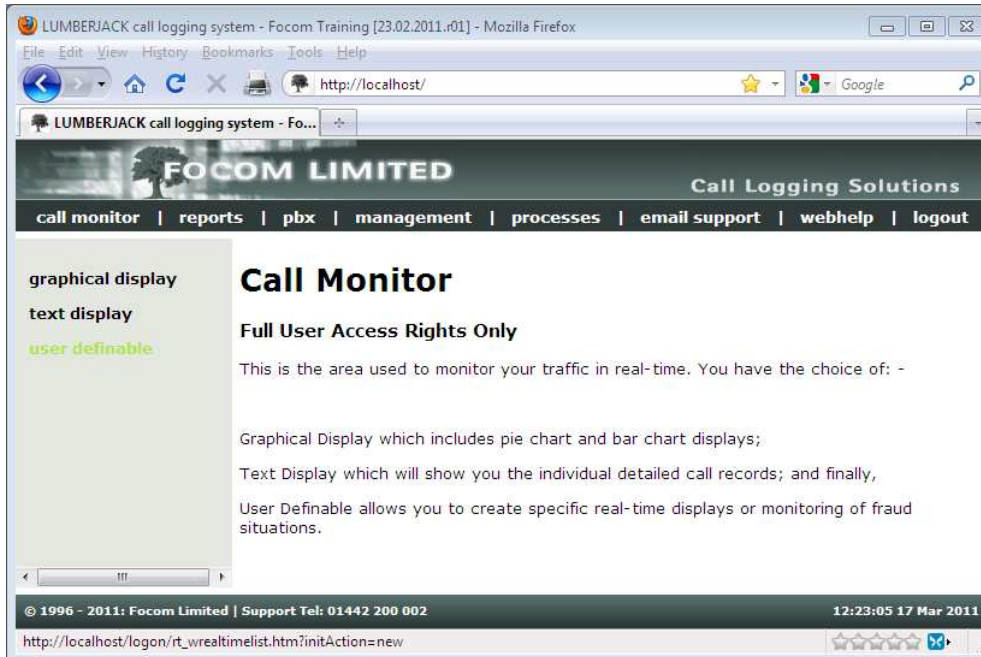 LUMBERJACK call logging system - Focom Training [23.02.2011.r01] - Mozilla Firefox
File Edit View History Bookmarks Tools Help
http://localhost/
Google
LUMBERJACK call logging system - Fo...
FOCOM LIMITED
Call Logging Solutions
call monitor | reports | pbx | management | processes | email support | webhelp | logout
graphical display
text display
user definable
Call Monitor
Full User Access Rights Only
This is the area used to monitor your traffic in real-time. You have the choice of: -
Graphical Display which includes pie chart and bar chart displays;
Text Display which will show you the individual detailed call records; and finally,
User Definable allows you to create specific real-time displays or monitoring of fraud
situations.
© 1996 - 2011: Focom Limited | Support Tel: 01442 200 002
12:23:05 17 Mar 2011
http://localhost/logon/rt_wrealtimelist.htm?initAction=new